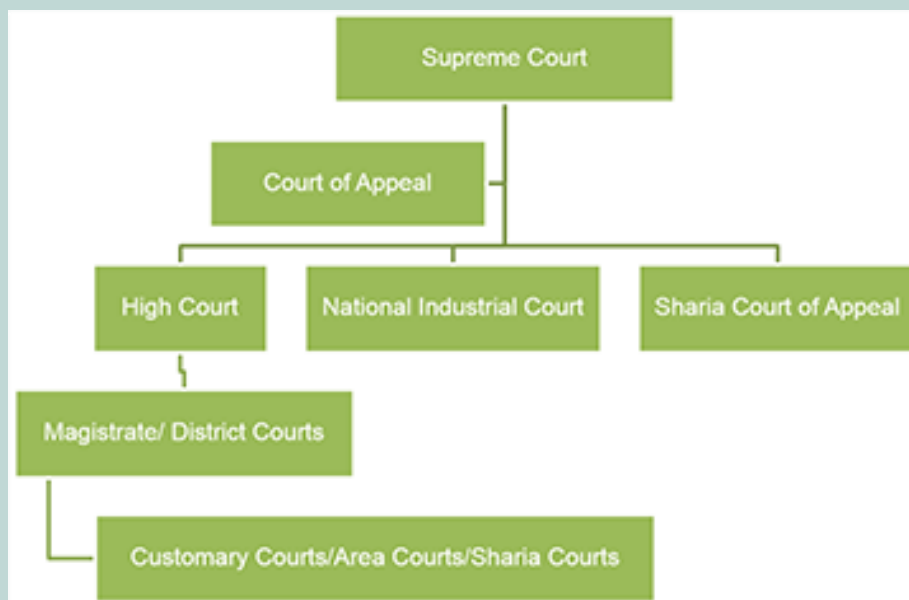 Supreme Court
Court of Appeal
High Court
National Industrial Court
Sharia Court of Appeal
Magistrate/ District Courts
Customary Courts/Area Courts/Sharia Courts